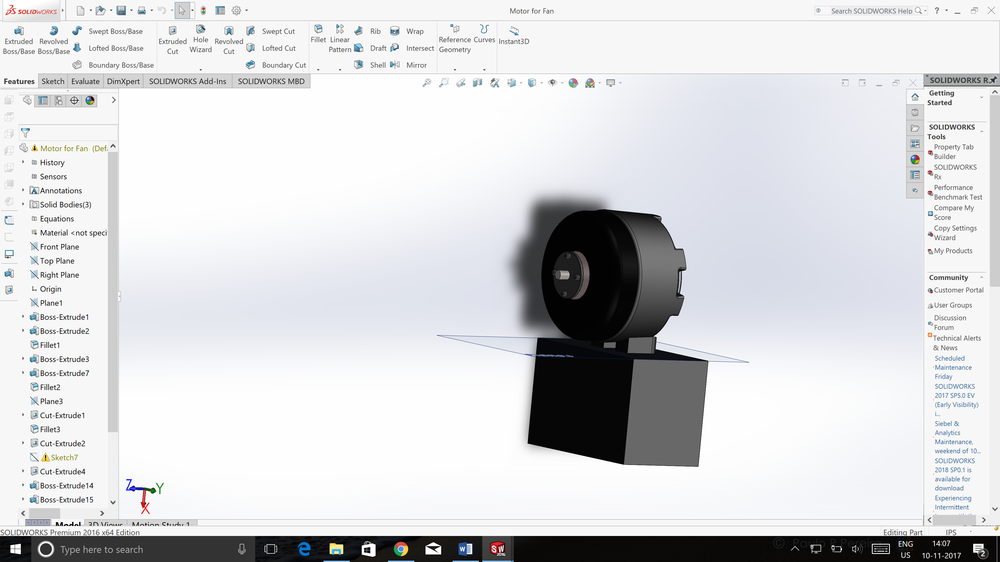 SOLIDWORKS
Motor for Fan
Search SOLIDWORKS Help
?
Extruded Boss/Base
Revolved Boss/Base
Swept Boss/Base
Lofted Boss/Base
Boundary Boss/Base
Extruded Cut
Hole Wizard
Revolved Cut
Swept Cut
Lofted Cut
Boundary Cut
Fillet
Linear Pattern
Rib
Draft
Shell
Wrap
Intersect
Mirror
Reference Geometry
Curves
Instant3D
Features
Sketch
Evaluate
DimXpert
SOLIDWORKS Add-Ins
SOLIDWORKS MBD
Motor for Fan (Defa
History
Sensors
Annotations
Solid Bodies(3)
Equations
Material <not speci
Front Plane
Top Plane
Right Plane
Origin
Plane1
Boss-Extrude1
Boss-Extrude2
Fillet1
Boss-Extrude3
Boss-Extrude7
Fillet2
Plane3
Cut-Extrude1
Fillet3
Cut-Extrude2
Sketch7
Cut-Extrude4
Boss-Extrude14
Boss-Extrude15
Z
Y
X
SOLIDWORKS R
Getting
Started
SOLIDWORKS
Tools
Property Tab
Builder
SOLIDWORKS
Rx
Performance
Benchmark Test
Compare My
Score
Copy Settings
Wizard
My Products
Community
Customer Portal
User Groups
Discussion
Forum
Technical Alerts
& News
Scheduled
Maintenance
Friday
SOLIDWORKS
2017 SP5.0 EV
(Early Visibility)
i...
Siebel &
Analytics
Maintenance,
weekend of 10...
SOLIDWORKS
2018 SP0.1 is
available for
download
Experiencing
Intermittent
Model
3D Views
Motion Study 1
SOLIDWORKS Premium 2016 x64 Edition
Editing Part
IPS
Type here to search
SW
2016
© Paulo P Pereira
ENG
US
14:07
10-11-2017
2